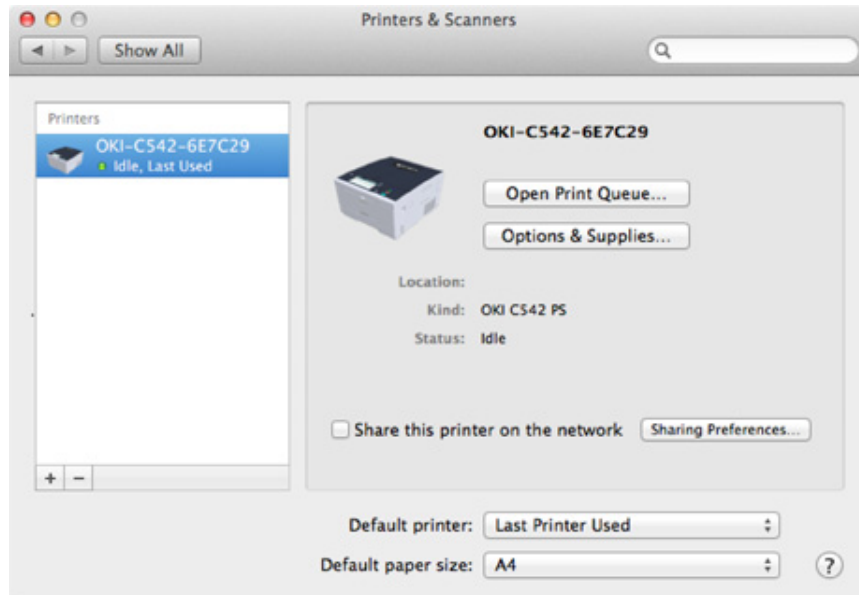 Printers & Scanners
Show All
Printers
OKI-C542-6E7C29
Idle, Last Used
OKI-C542-6E7C29
Open Print Queue...
Options & Supplies...
Location:
Kind: OKI C542 PS
Status: Idle
Share this printer on the network Sharing Preferences...
+ −
Default printer: Last Printer Used
Default paper size: A4 ?